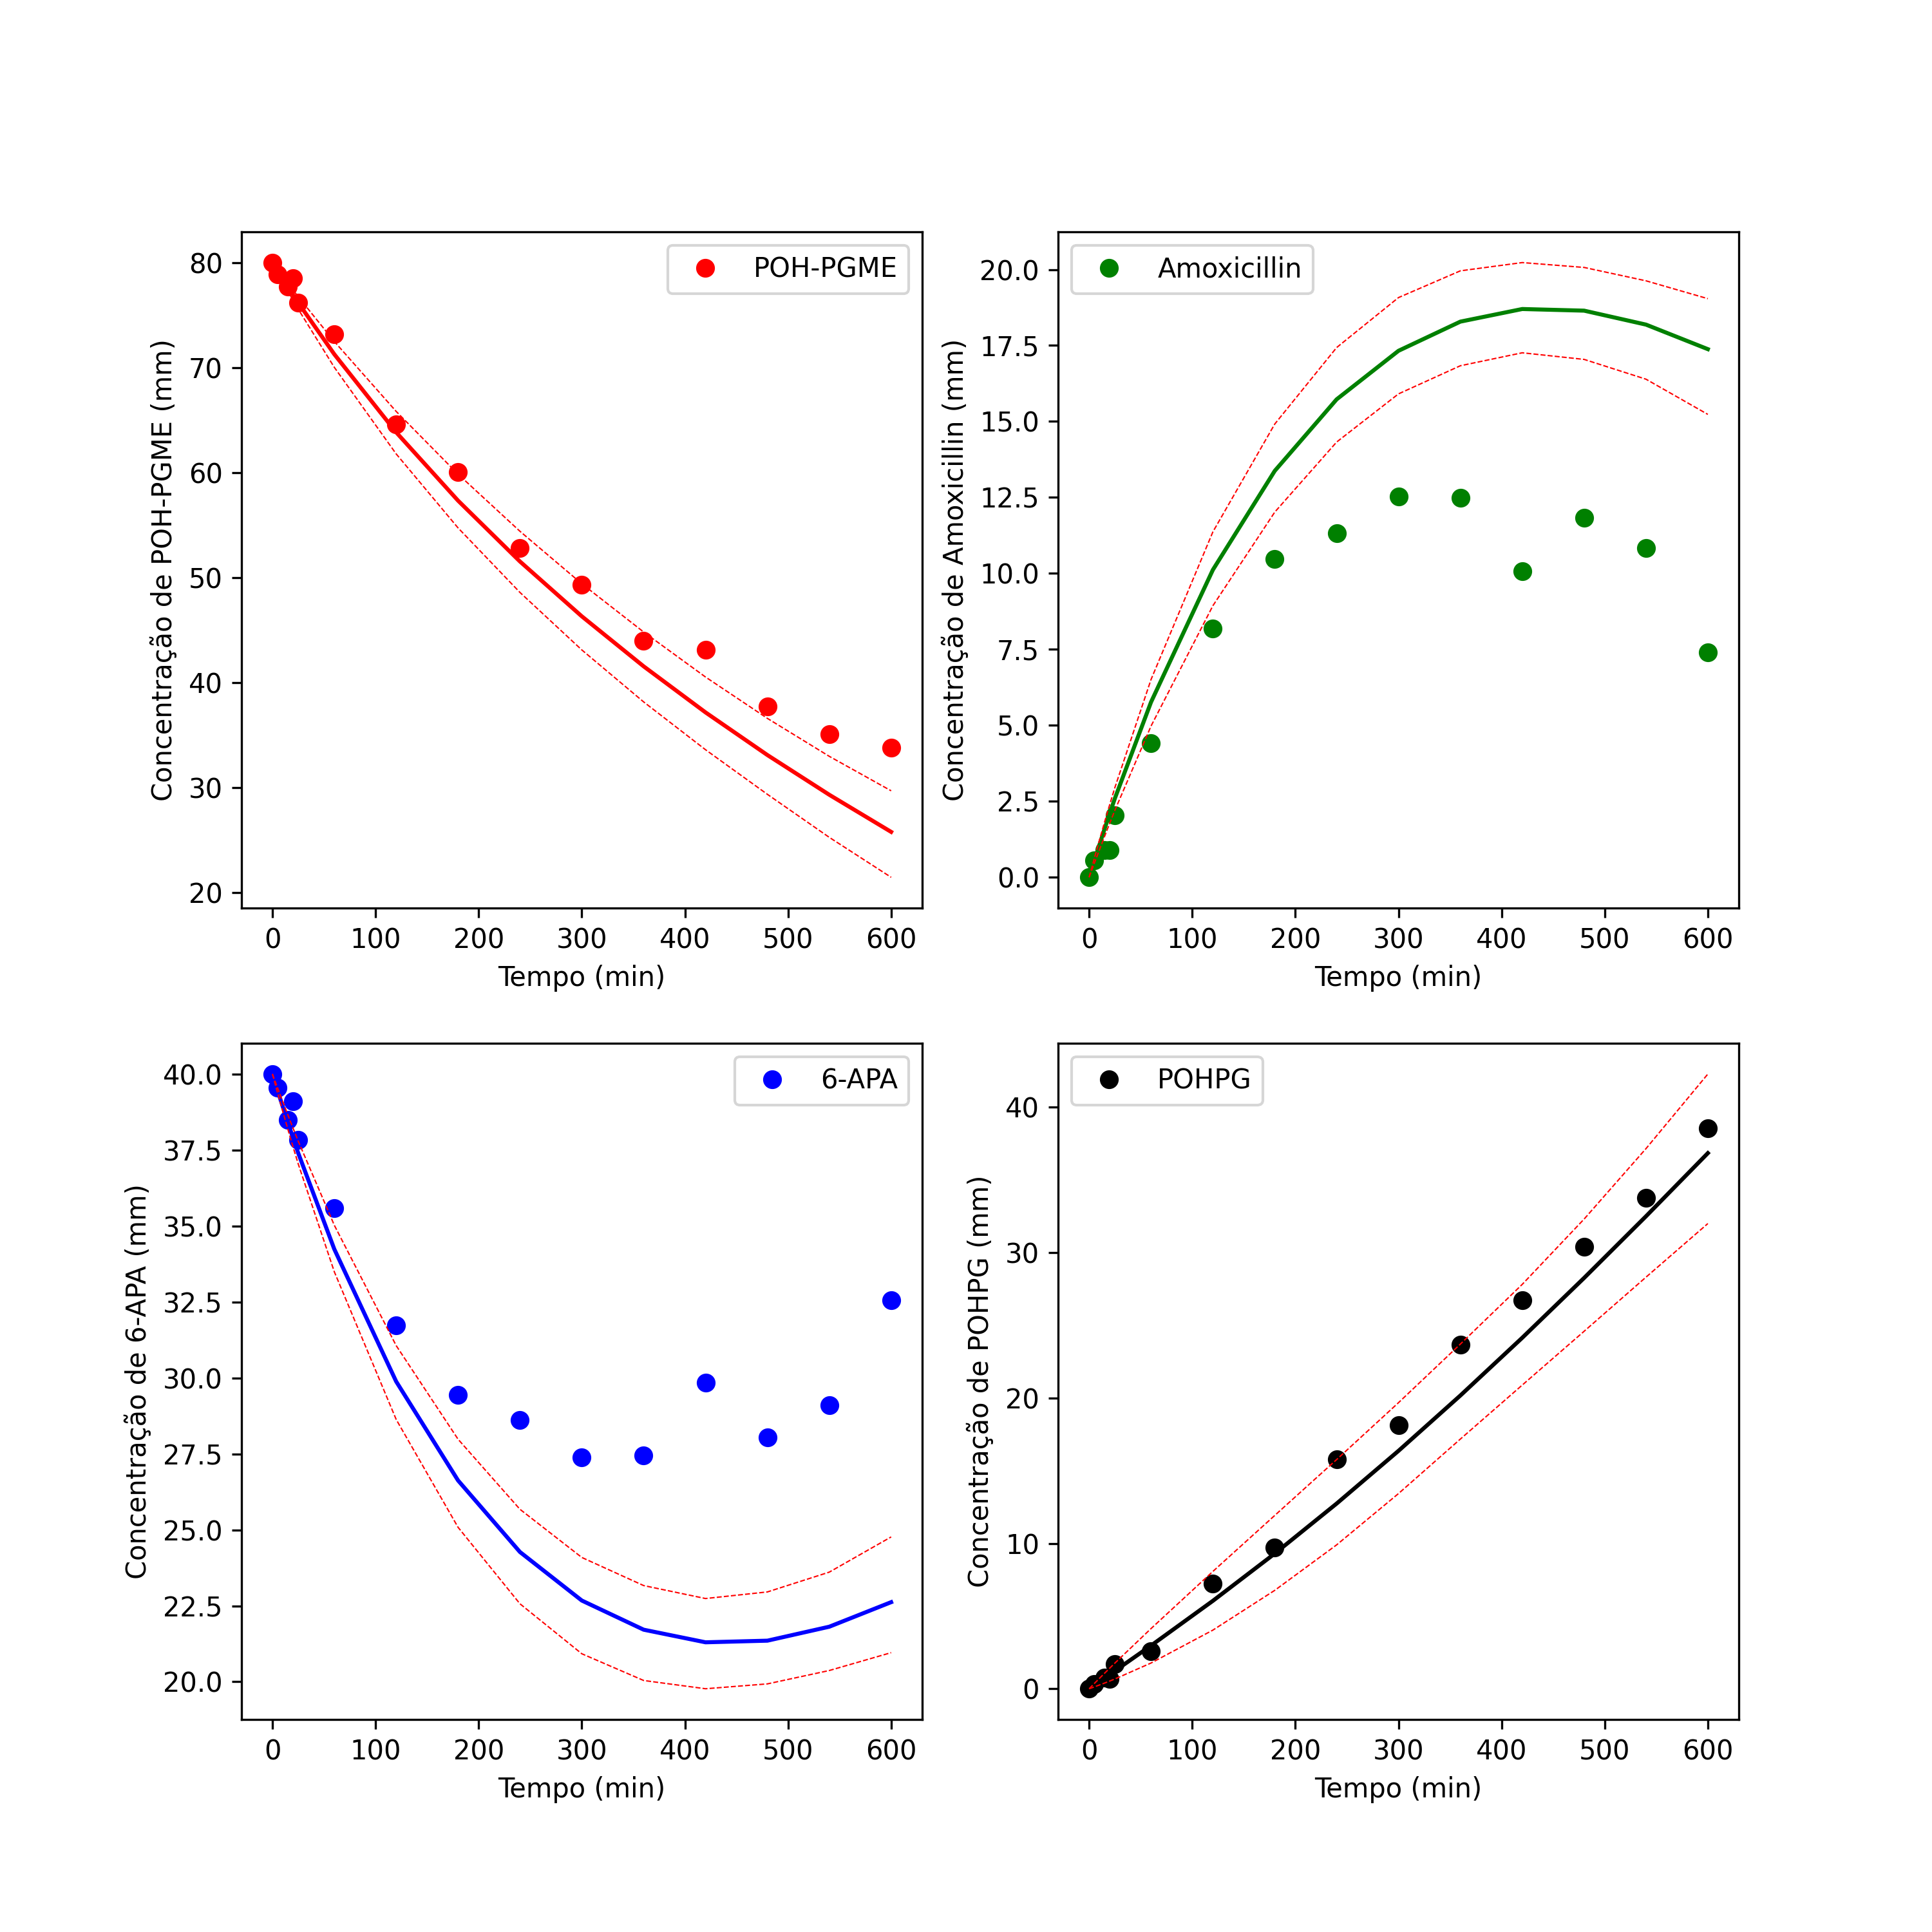 POH-PGME
80
70
60
50
40
30
20
Concentração de POH-PGME (mm)
0 100 200 300 400 500 600
Tempo (min)
Amoxicillin
20.0
17.5
15.0
12.5
10.0
7.5
5.0
2.5
0.0
Concentração de Amoxicillin (mm)
0 100 200 300 400 500 600
Tempo (min)
6-APA
40.0
37.5
35.0
32.5
30.0
27.5
25.0
22.5
20.0
Concentração de 6-APA (mm)
0 100 200 300 400 500 600
Tempo (min)
POHPG
40
30
20
10
0
Concentração de POHPG (mm)
0 100 200 300 400 500 600
Tempo (min)